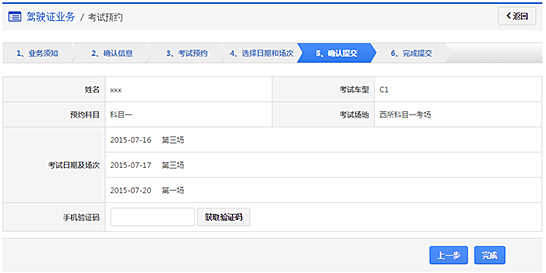 驾驶证业务 / 考试预约 返回
1、业务须知 2、确认信息 3、考试预约 4、选择日期和场次 5、确认提交 6、完成提交
姓名 xxx 考试车型 C1
预约科目 科目一 考试场地 西所科目一考场
考试日期及场次
2015-07-16 第三场
2015-07-17 第三场
2015-07-20 第一场
手机验证码 获取验证码
上一步 完成